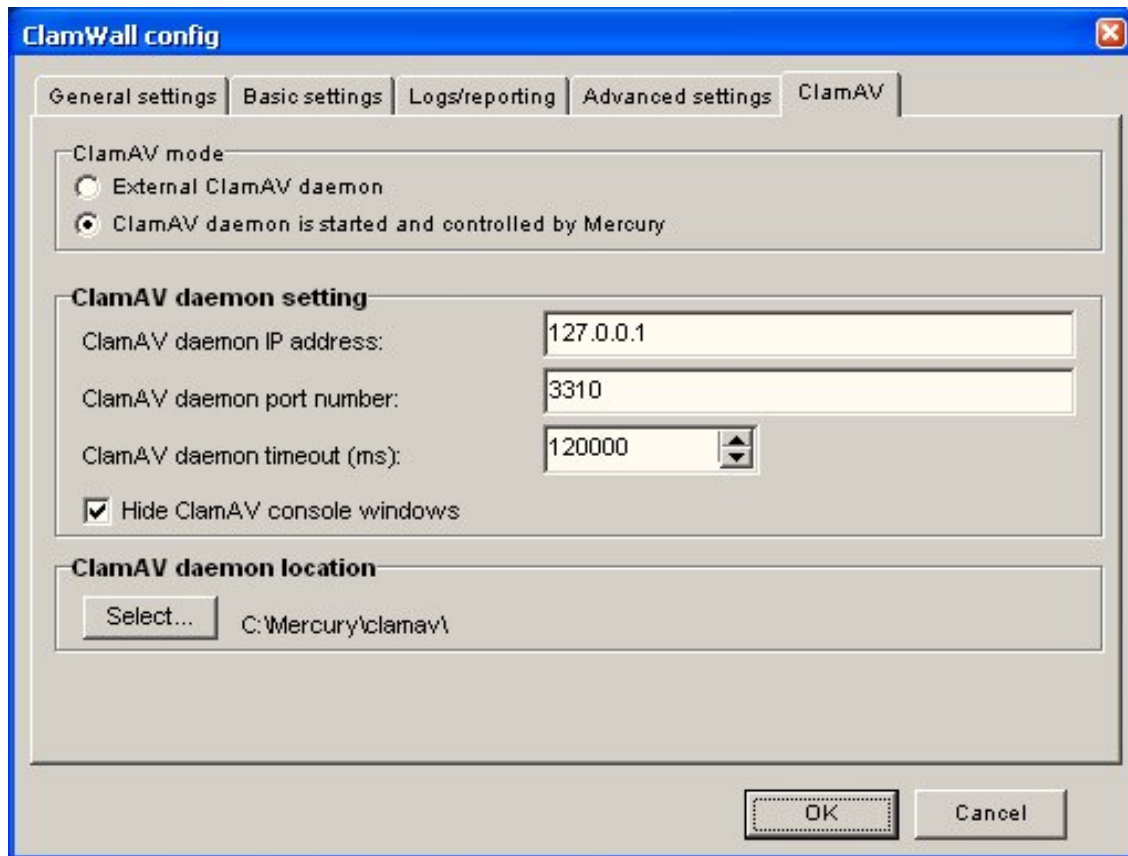 ClamWall config
General settings Basic settings Logs/reporting Advanced settings ClamAV
ClamAV mode
External ClamAV daemon
ClamAV daemon is started and controlled by Mercury
ClamAV daemon setting
ClamAV daemon IP address: 127.0.0.1
ClamAV daemon port number: 3310
ClamAV daemon timeout (ms): 120000
Hide ClamAV console windows
ClamAV daemon location
Select... C:\Mercury\clamav\
OK Cancel